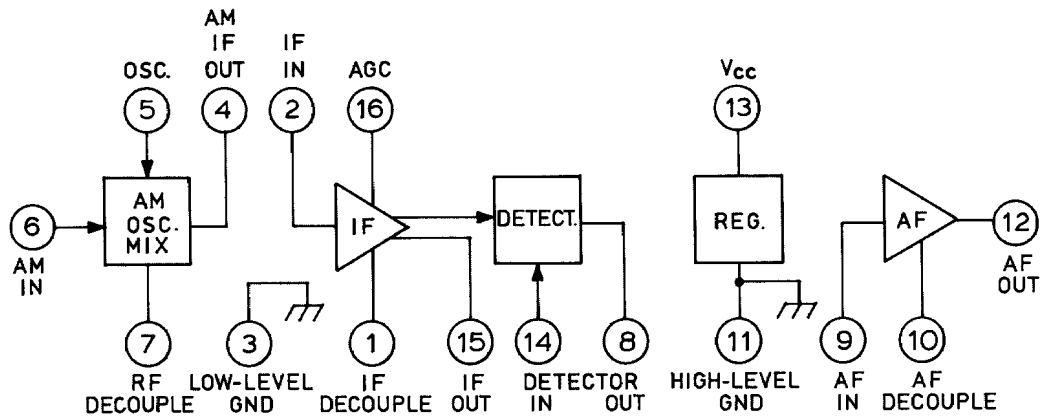 AM
IF
OUT
IF
IN
OSC.
AGC
Vcc
5
4
2
16
13
AM
OSC.
MIX
IF
DETECT.
REG.
AF
6
12
AM
IN
AF
OUT
7
3
1
15
14
8
11
9
10
RF
DECOUPLE
LOW-LEVEL
GND
IF
DECOUPLE
IF
OUT
DETECTOR
IN OUT
HIGH-LEVEL
GND
AF
IN
AF
DECOUPLE